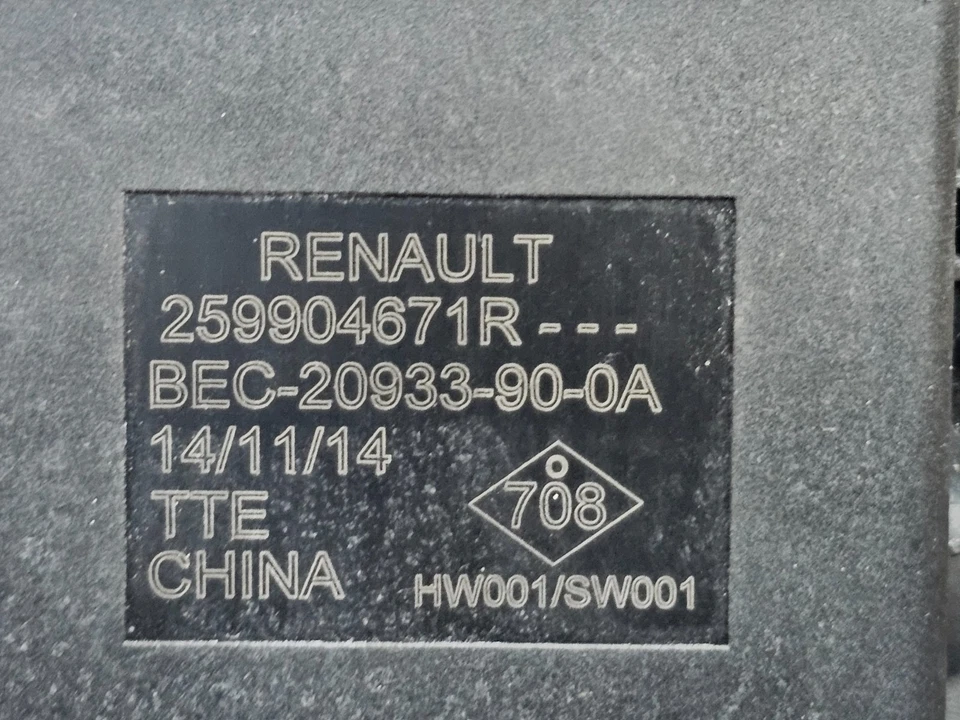 RENAULT
259904671R - - -
BEC-20933-90-0A
14/11/14
TTE
CHINA
O
708
HW001/SW001